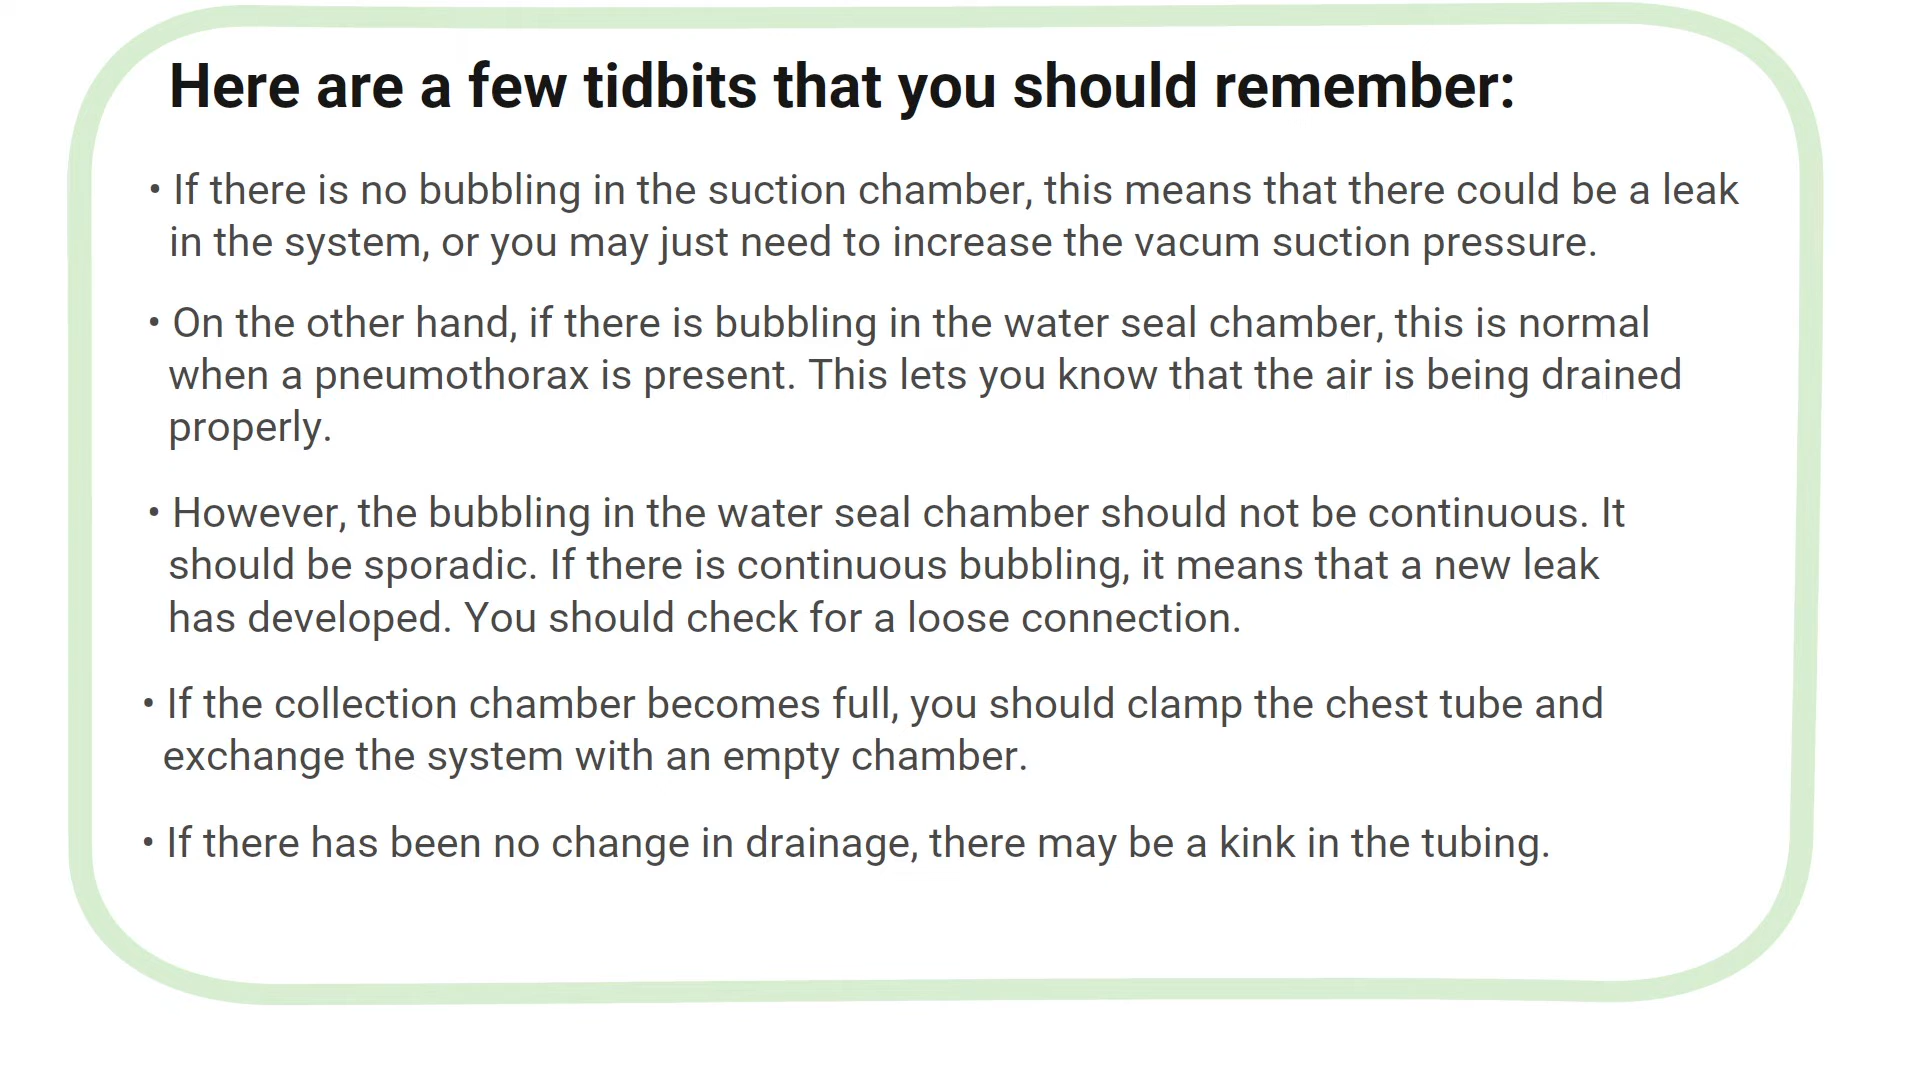 Here are a few tidbits that you should remember:
• If there is no bubbling in the suction chamber, this means that there could be a leak
in the system, or you may just need to increase the vacum suction pressure.
• On the other hand, if there is bubbling in the water seal chamber, this is normal
when a pneumothorax is present. This lets you know that the air is being drained
properly.
• However, the bubbling in the water seal chamber should not be continuous. It
should be sporadic. If there is continuous bubbling, it means that a new leak
has developed. You should check for a loose connection.
• If the collection chamber becomes full, you should clamp the chest tube and
exchange the system with an empty chamber.
• If there has been no change in drainage, there may be a kink in the tubing.